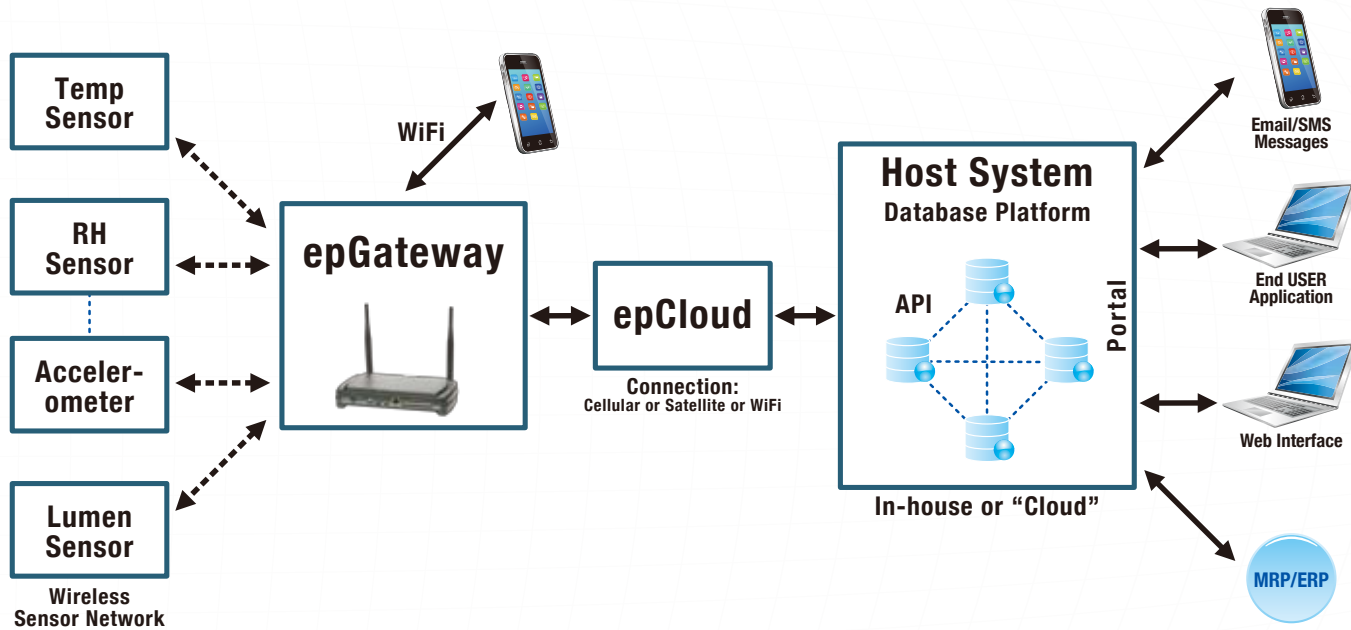 Temp
Sensor
RH
Sensor
Acceler-
ometer
Lumen
Sensor
Wireless
Sensor Network
WiFi
epGateway
epCloud
Connection:
Cellular or Satellite or WiFi
Host System
Database Platform
API
Portal
In-house or “Cloud”
Email/SMS
Messages
End USER
Application
Web Interface
MRP/ERP